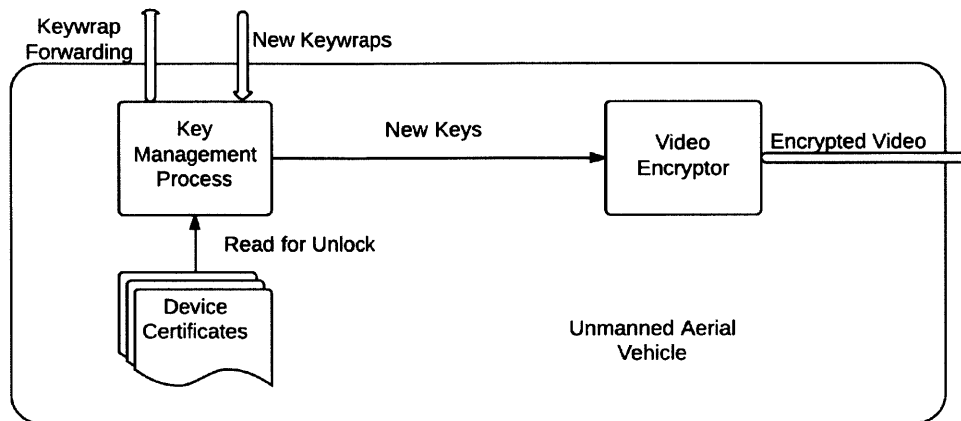 Keywrap
Forwarding
New Keywraps
Key
Management
Process
New Keys
Video
Encryptor
Encrypted Video
Read for Unlock
Device
Certificates
Unmanned Aerial
Vehicle